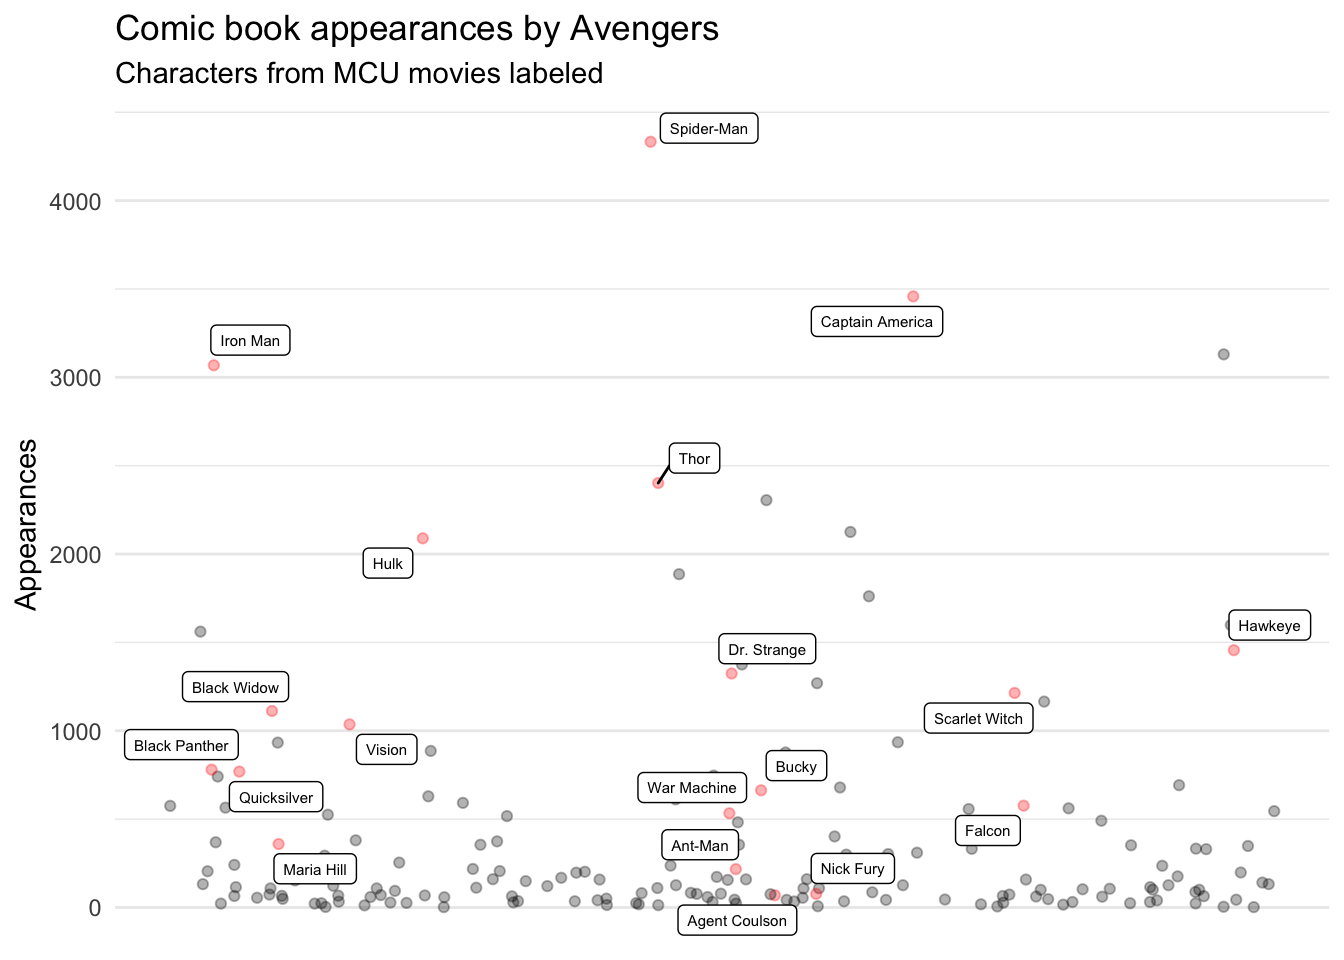 Comic book appearances by Avengers
Characters from MCU movies labeled
Spider-Man
4000
Captain America
Iron Man
3000
Thor
Appearances
Hulk
2000
Hawkeye
Dr. Strange
Black Widow
Scarlet Witch
1000
Black Panther
Vision
Bucky
War Machine
Quicksilver
Falcon
Ant-Man
Maria Hill
Nick Fury
0
Agent Coulson